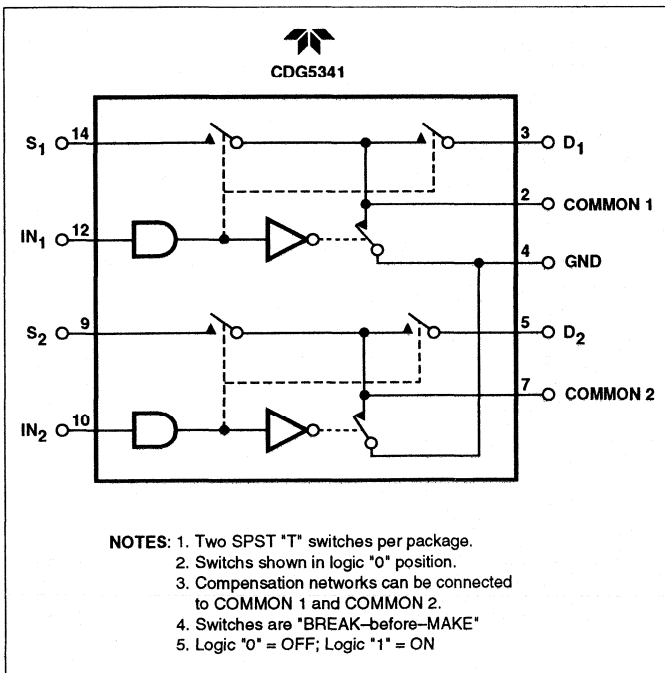 CDG5341
S1 14
3 D1
2 COMMON 1
IN1 12
4 GND
S2 9
5 D2
7 COMMON 2
IN2 10
NOTES: 1. Two SPST "T" switches per package.
2. Switchs shown in logic "0" position.
3. Compensation networks can be connected
to COMMON 1 and COMMON 2.
4. Switches are "BREAK–before–MAKE"
5. Logic "0" = OFF; Logic "1" = ON